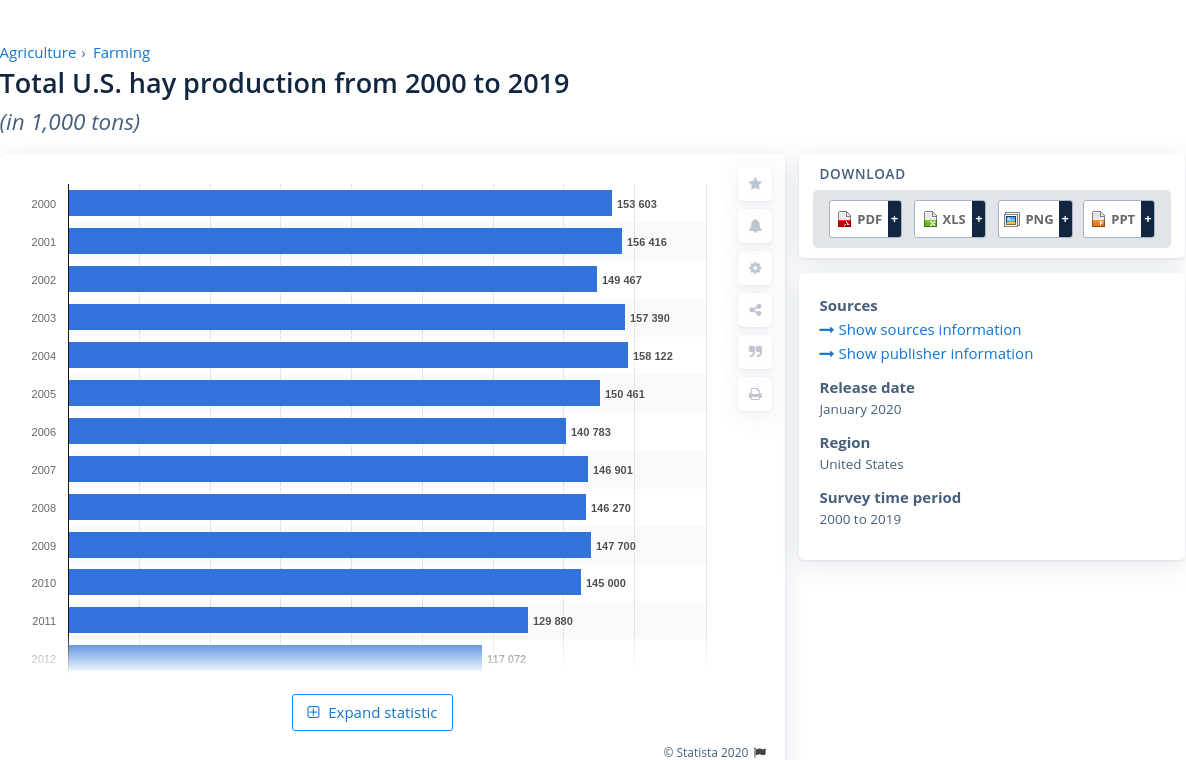 Agriculture › Farming
Total U.S. hay production from 2000 to 2019
(in 1,000 tons)
2000 153 603
2001 156 416
2002 149 467
2003 157 390
2004 158 122
2005 150 461
2006 140 783
2007 146 901
2008 146 270
2009 147 700
2010 145 000
2011 129 880
2012 117 072
Expand statistic
© Statista 2020
DOWNLOAD
PDF + XLS + PNG + PPT +
Sources
Show sources information
Show publisher information
Release date
January 2020
Region
United States
Survey time period
2000 to 2019